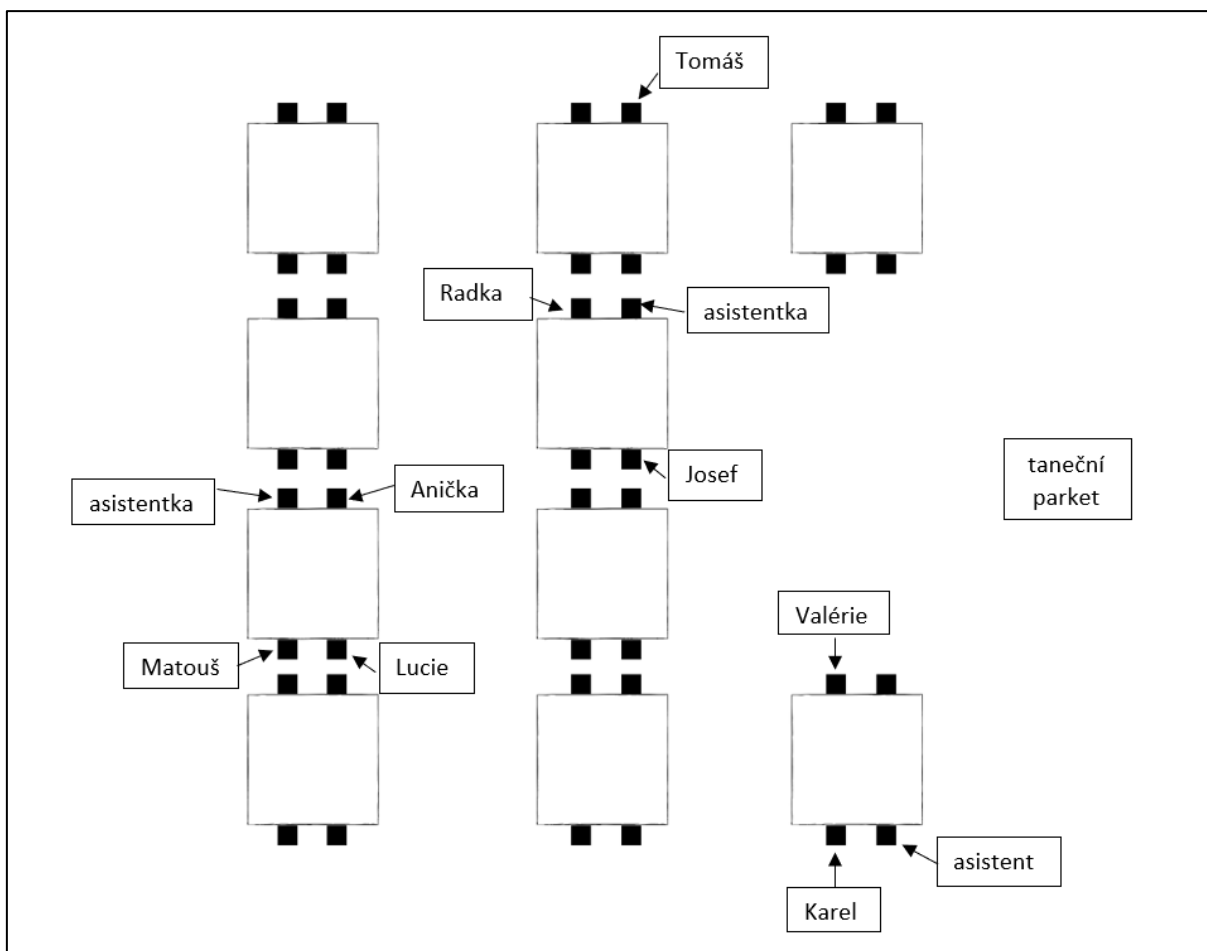 Tomáš
Radka
asistentka
Josef
taneční
parket
asistentka
Anička
Valérie
Matouš
Lucie
asistent
Karel